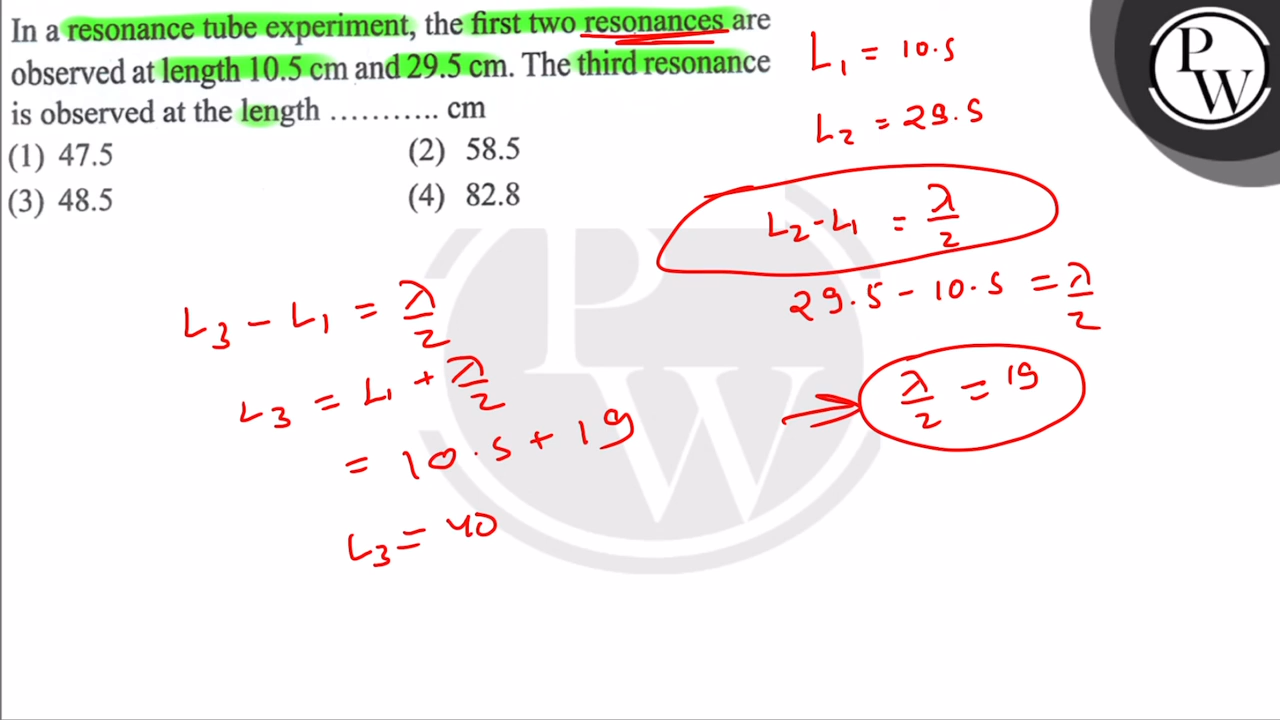 In a resonance tube experiment, the first two resonances are
observed at length 10.5 cm and 29.5 cm. The third resonance
is observed at the length ........... cm
(1) 47.5
(2) 58.5
(3) 48.5
(4) 82.8
L₁ = 10.5
L₂ = 29.5
L₂ - L₁ = λ/2
29.5 - 10.5 = λ/2
λ/2 = 19
L₃ - L₁ = λ/2
L₃ = L₁ + λ/2
= 10.5 + 19
L₃ = 40
PW
PW